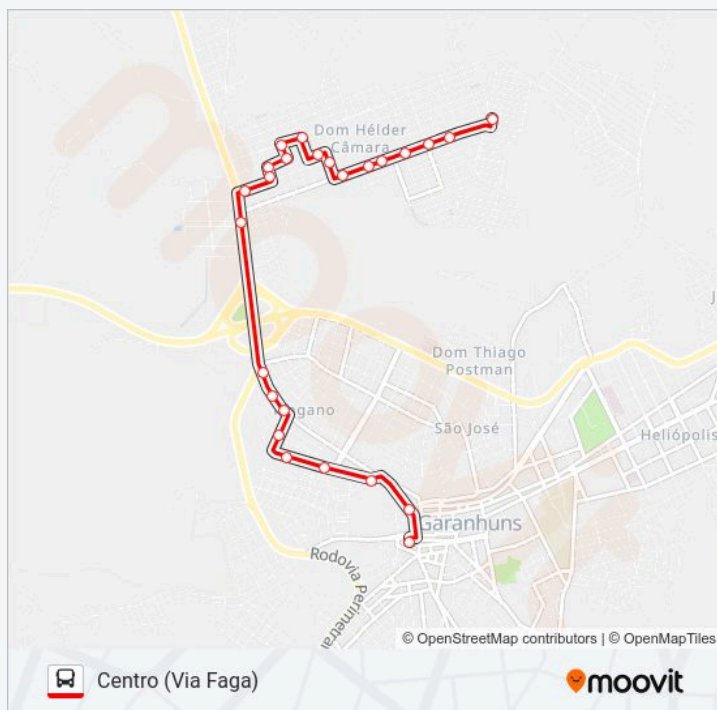 Dom Hélder
Câmara
Dom Thiago
Postman
J
São José
Heliópolis
Garanhuns
Rodovia Perimetral
© OpenStreetMap contributors | © OpenMapTiles
Centro (Via Faga)
moovit